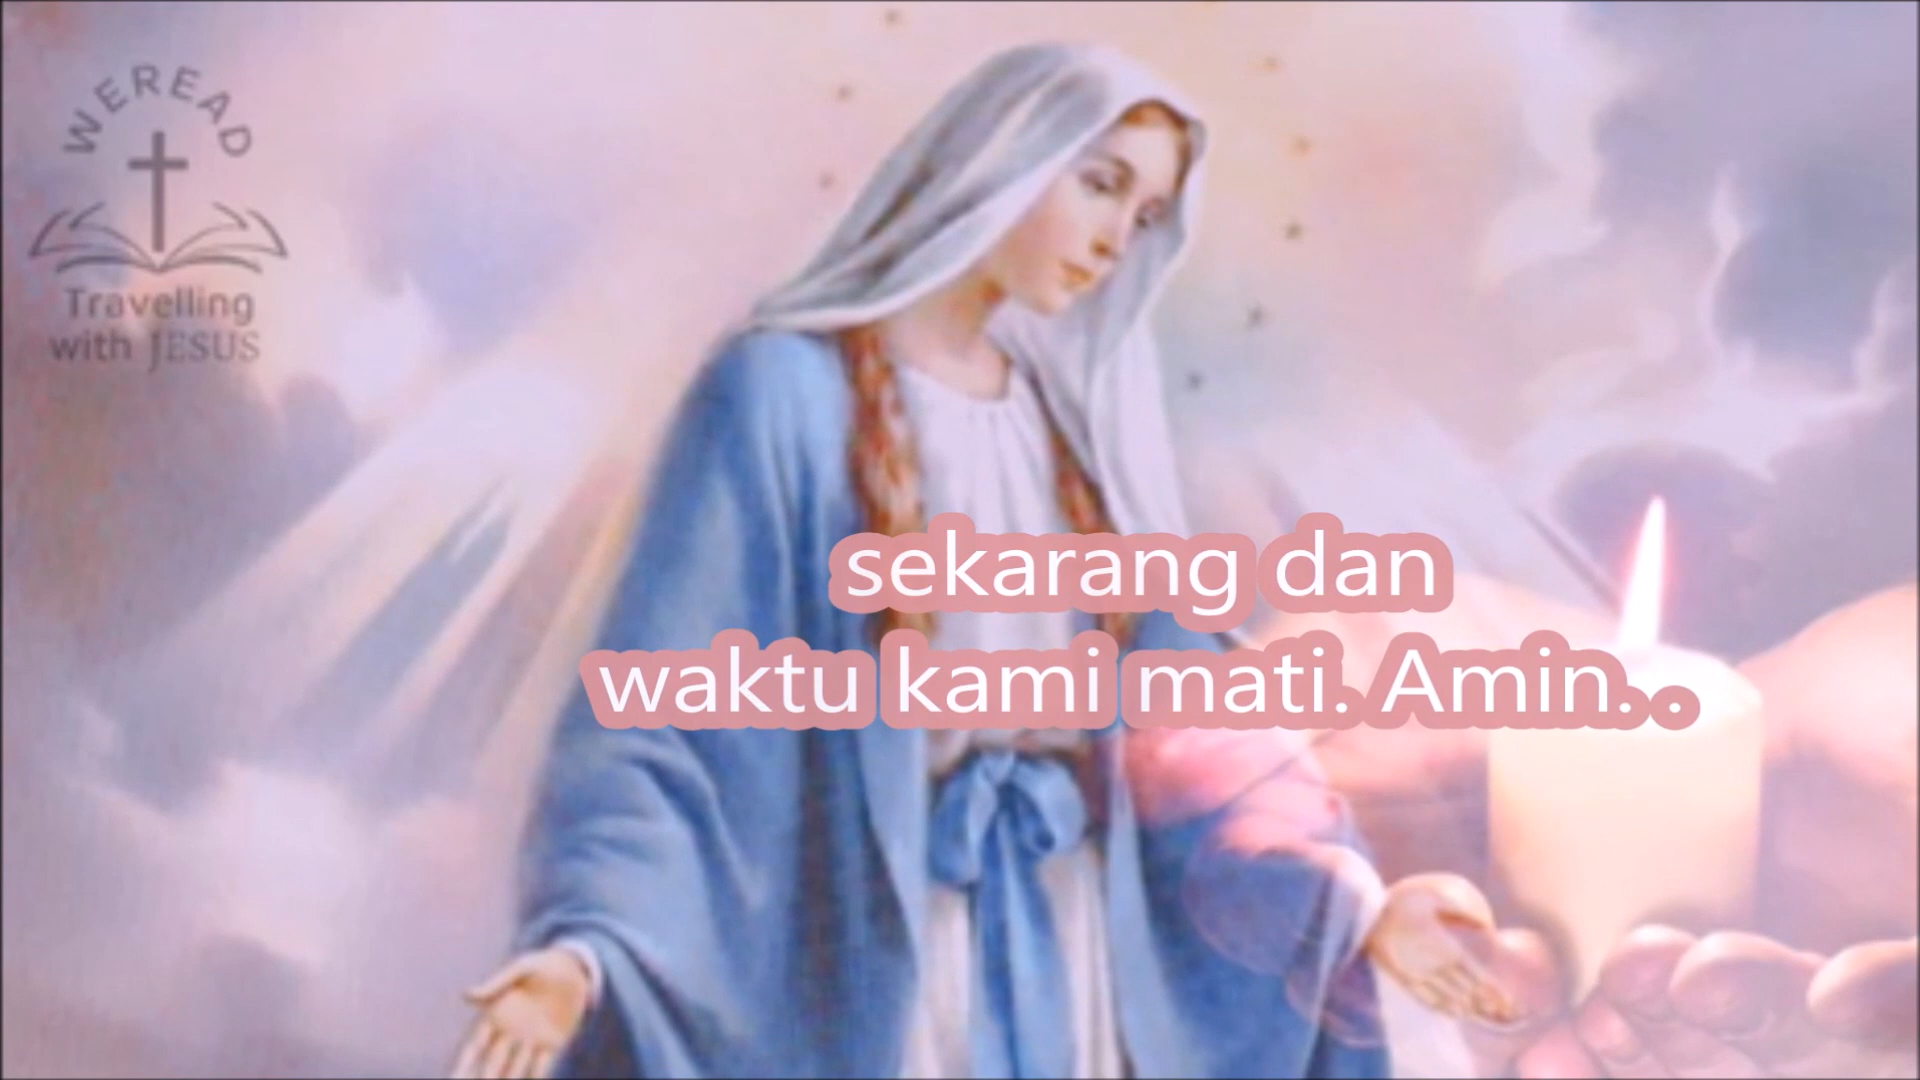 WEREAD
Travelling
with JESUS
sekarang dan
waktu kami mati. Amin..